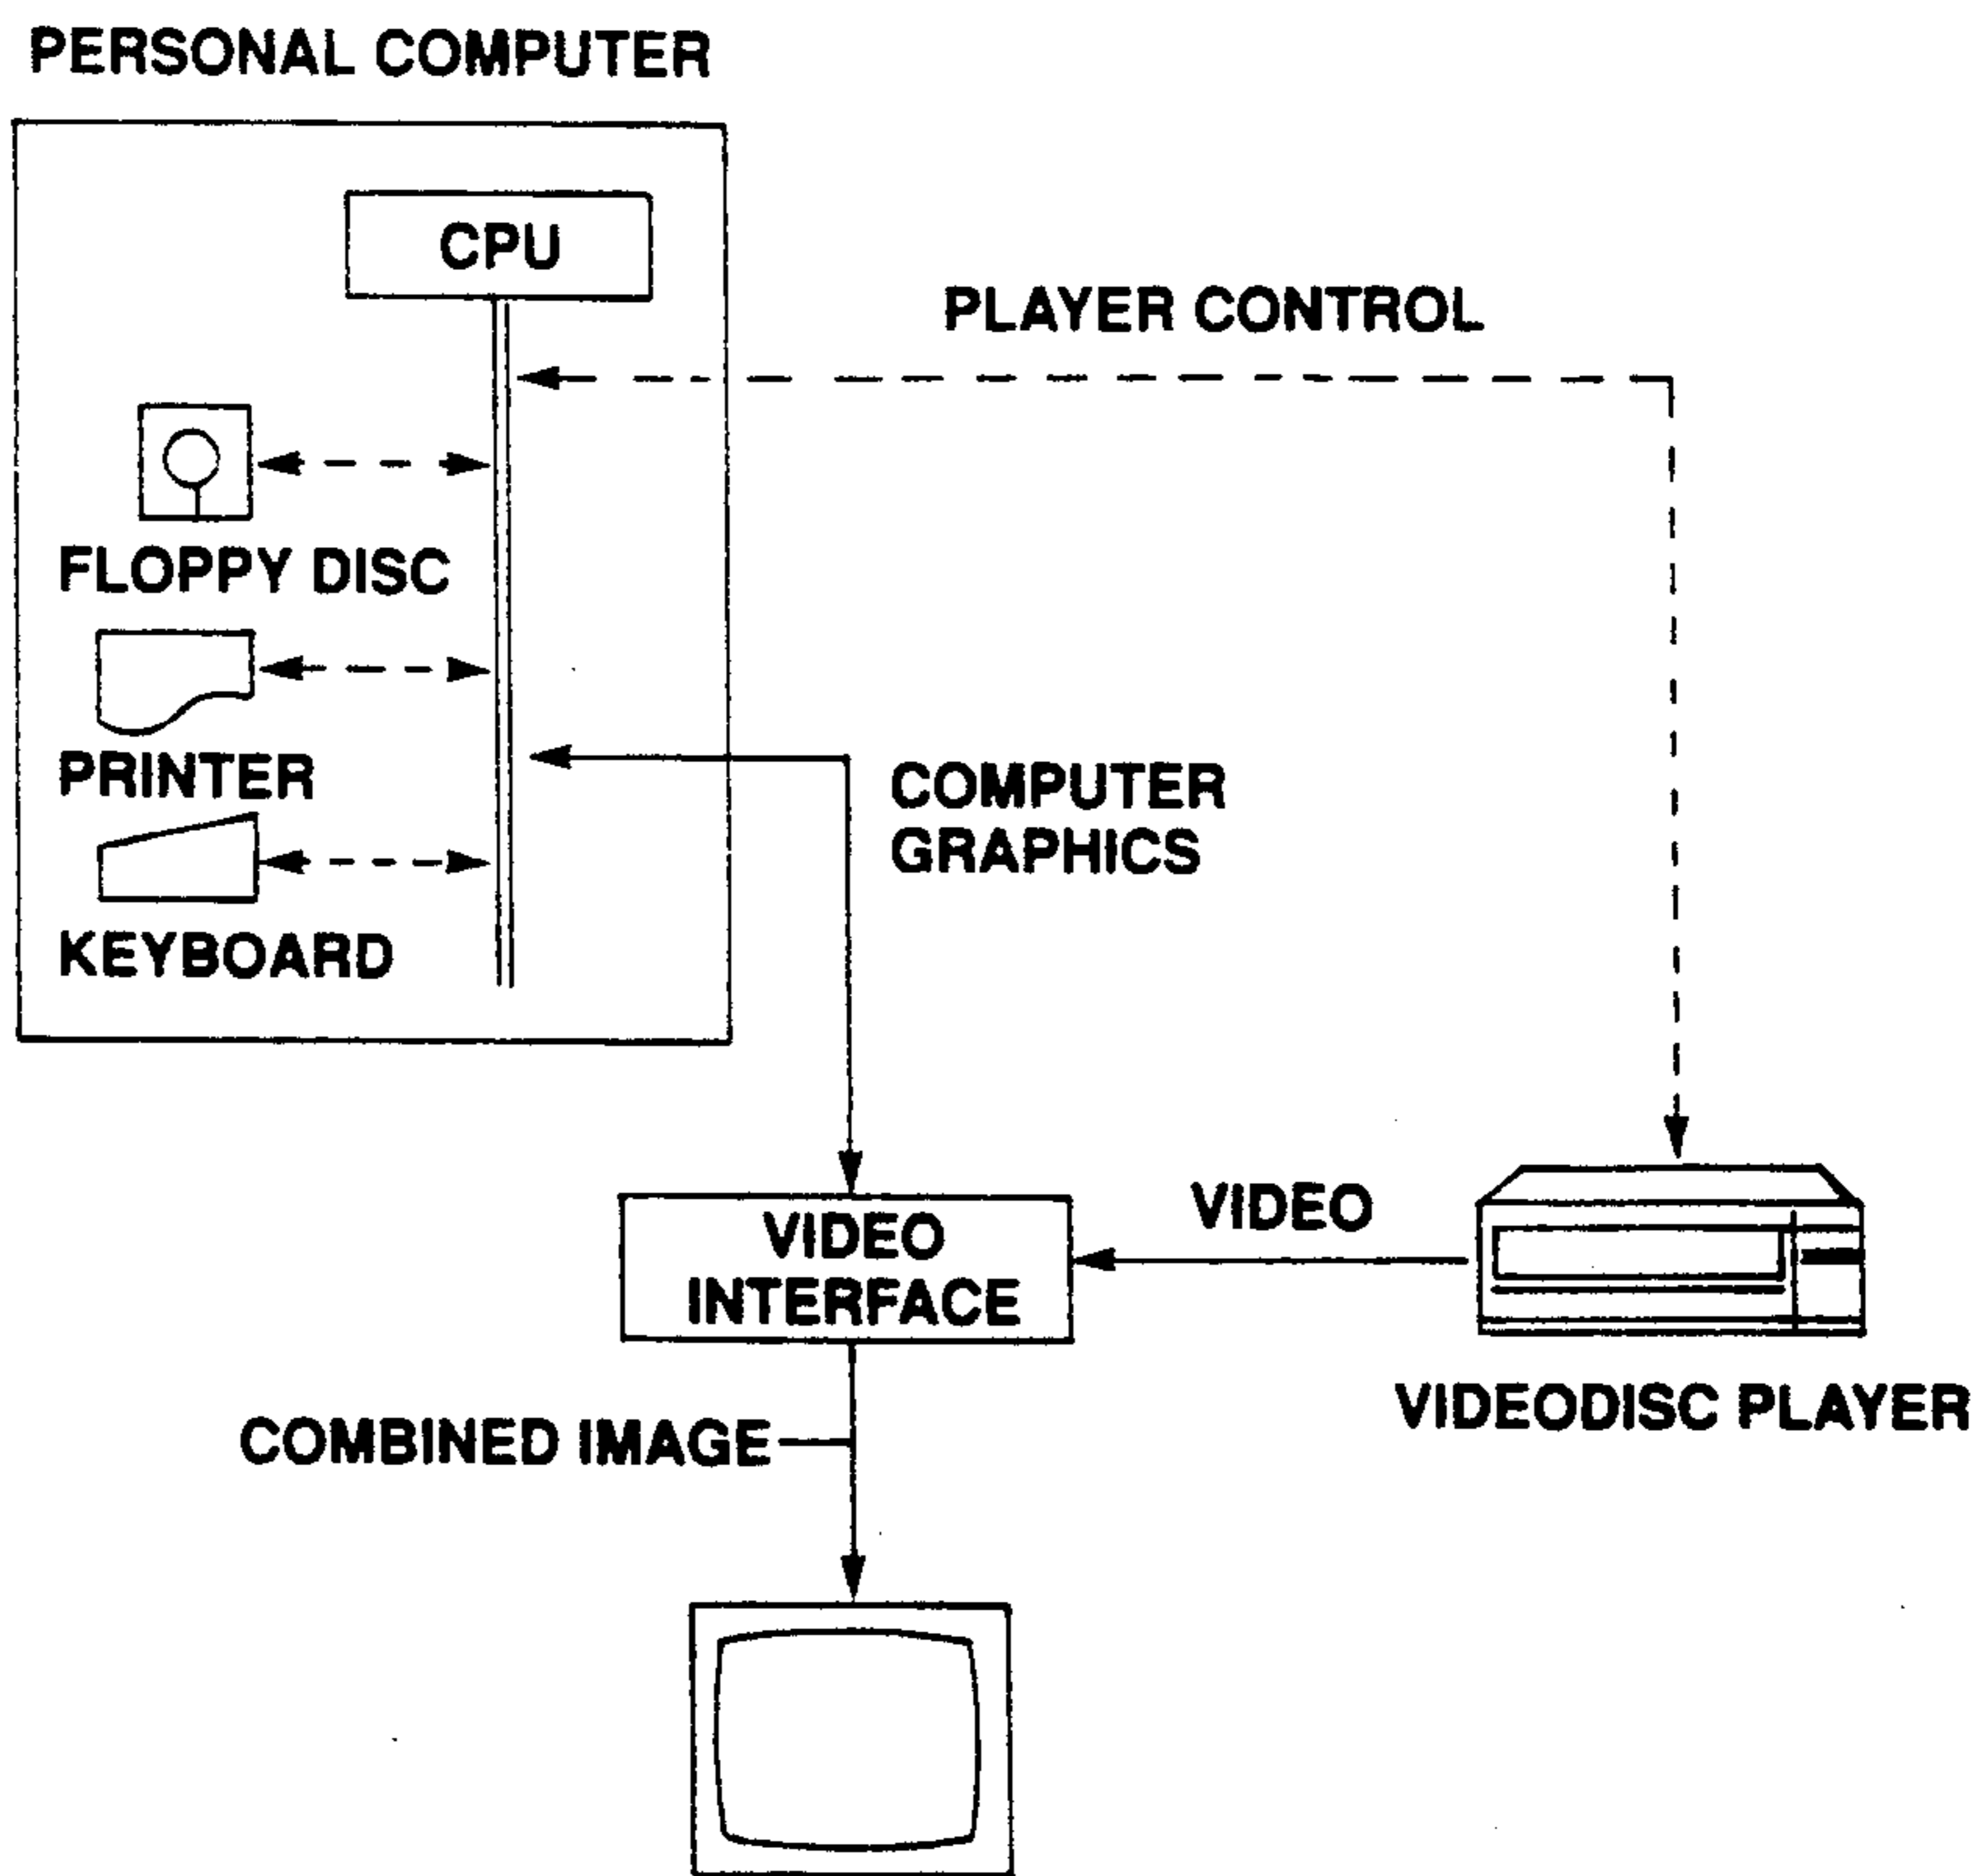 PERSONAL COMPUTER
CPU
PLAYER CONTROL
FLOPPY DISC
PRINTER
COMPUTER
GRAPHICS
KEYBOARD
VIDEO
VIDEO
INTERFACE
VIDEODISC PLAYER
COMBINED IMAGE